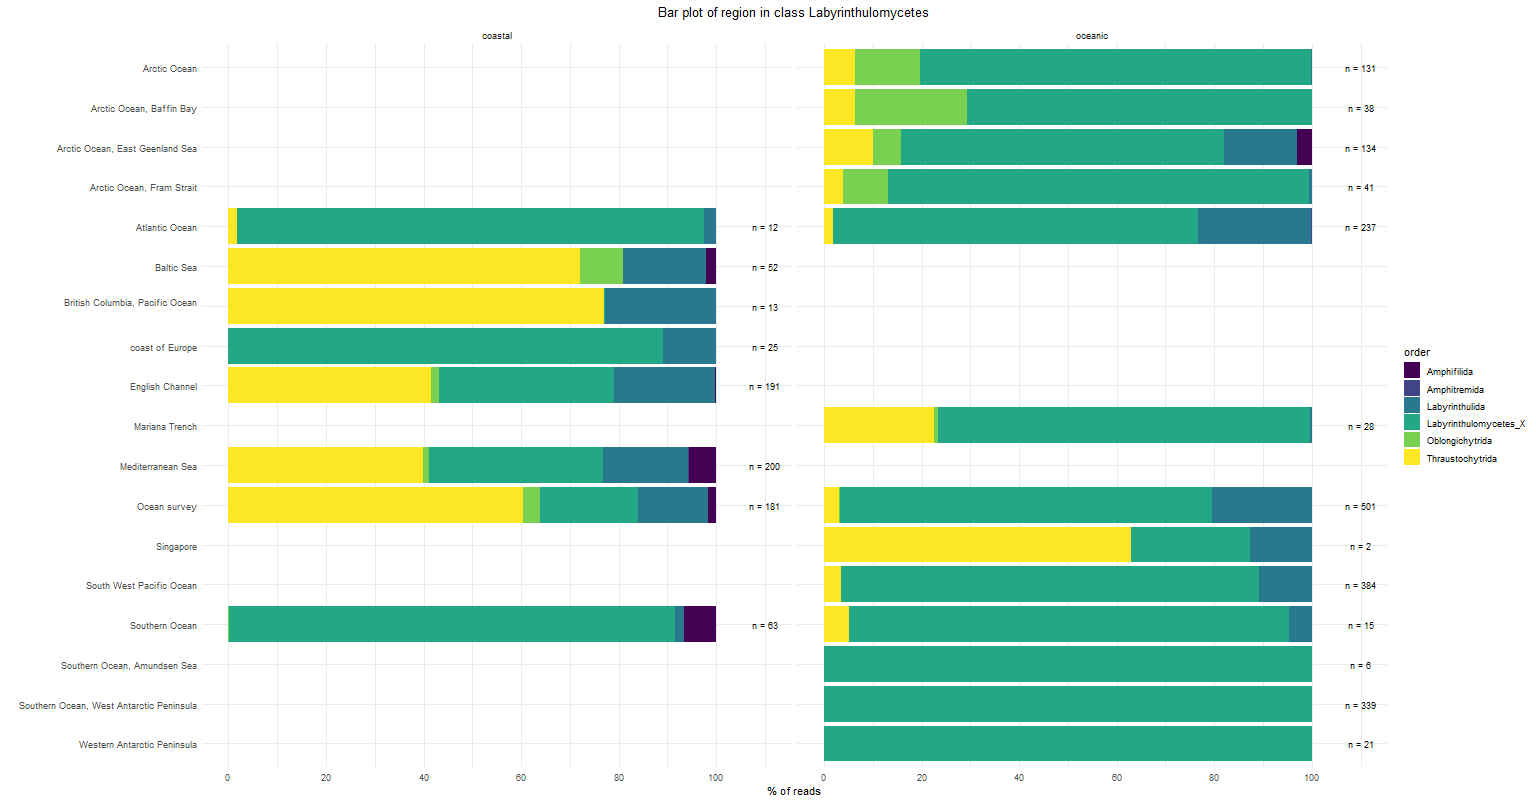 Bar plot of region in class Labyrinthulomycetes
coastal
oceanic
Arctic Ocean
n = 131
Arctic Ocean, Baffin Bay
n = 38
Arctic Ocean, East Geenland Sea
n = 134
Arctic Ocean, Fram Strait
n = 41
Atlantic Ocean
n = 12
n = 237
Baltic Sea
n = 52
British Columbia, Pacific Ocean
n = 13
coast of Europe
n = 25
English Channel
n = 191
Mariana Trench
n = 28
Mediterranean Sea
n = 200
Ocean survey
n = 181
n = 501
Singapore
n = 2
South West Pacific Ocean
n = 384
Southern Ocean
n = 63
n = 15
Southern Ocean, Amundsen Sea
n = 6
Southern Ocean, West Antarctic Peninsula
n = 339
Western Antarctic Peninsula
n = 21
0 20 40 60 80 100
0 20 40 60 80 100
% of reads
order
Amphifilida
Amphitremida
Labyrinthulida
Labyrinthulomycetes_X
Oblongichytrida
Thraustochytrida